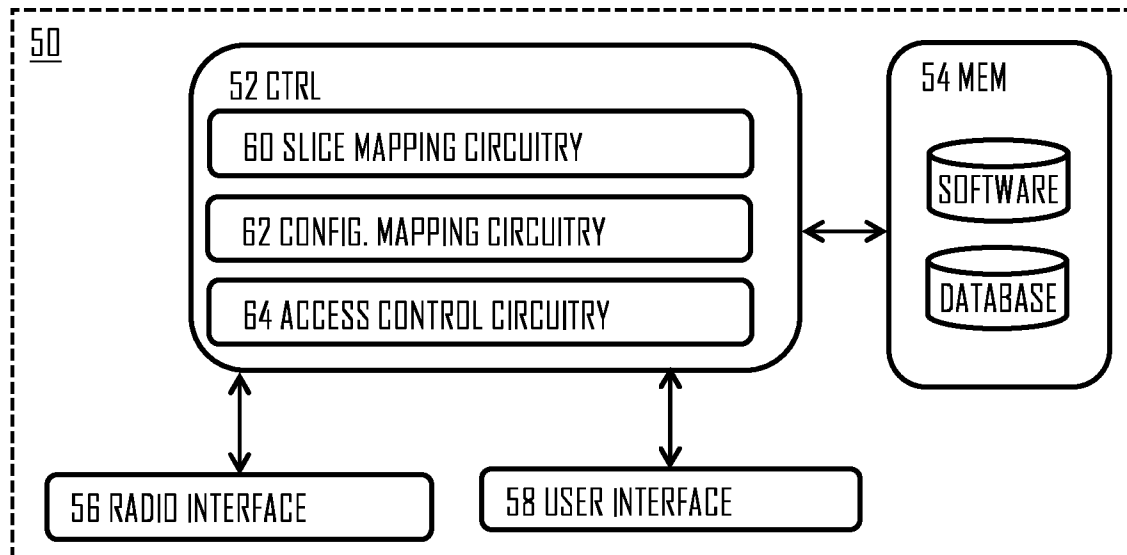 50
52 CTRL
60 SLICE MAPPING CIRCUITRY
62 CONFIG. MAPPING CIRCUITRY
64 ACCESS CONTROL CIRCUITRY
54 MEM
SOFTWARE
DATABASE
56 RADIO INTERFACE
58 USER INTERFACE